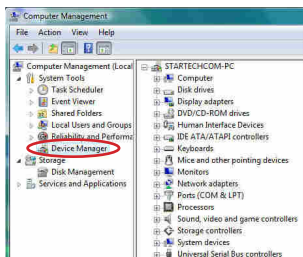 Computer Management
File Action View Help
Computer Management (Local
System Tools
Task Scheduler
Event Viewer
Shared Folders
Local Users and Groups
Reliability and Performa
Device Manager
Storage
Disk Management
Services and Applications
STARTECHCOM-PC
Computer
Disk drives
Display adapters
DVD/CD-ROM drives
Human Interface Devices
IDE ATA/ATAPI controllers
Keyboards
Mice and other pointing devices
Monitors
Network adapters
Ports (COM & LPT)
Processors
Sound, video and game controllers
Storage controllers
System devices
Universal Serial Bus controllers